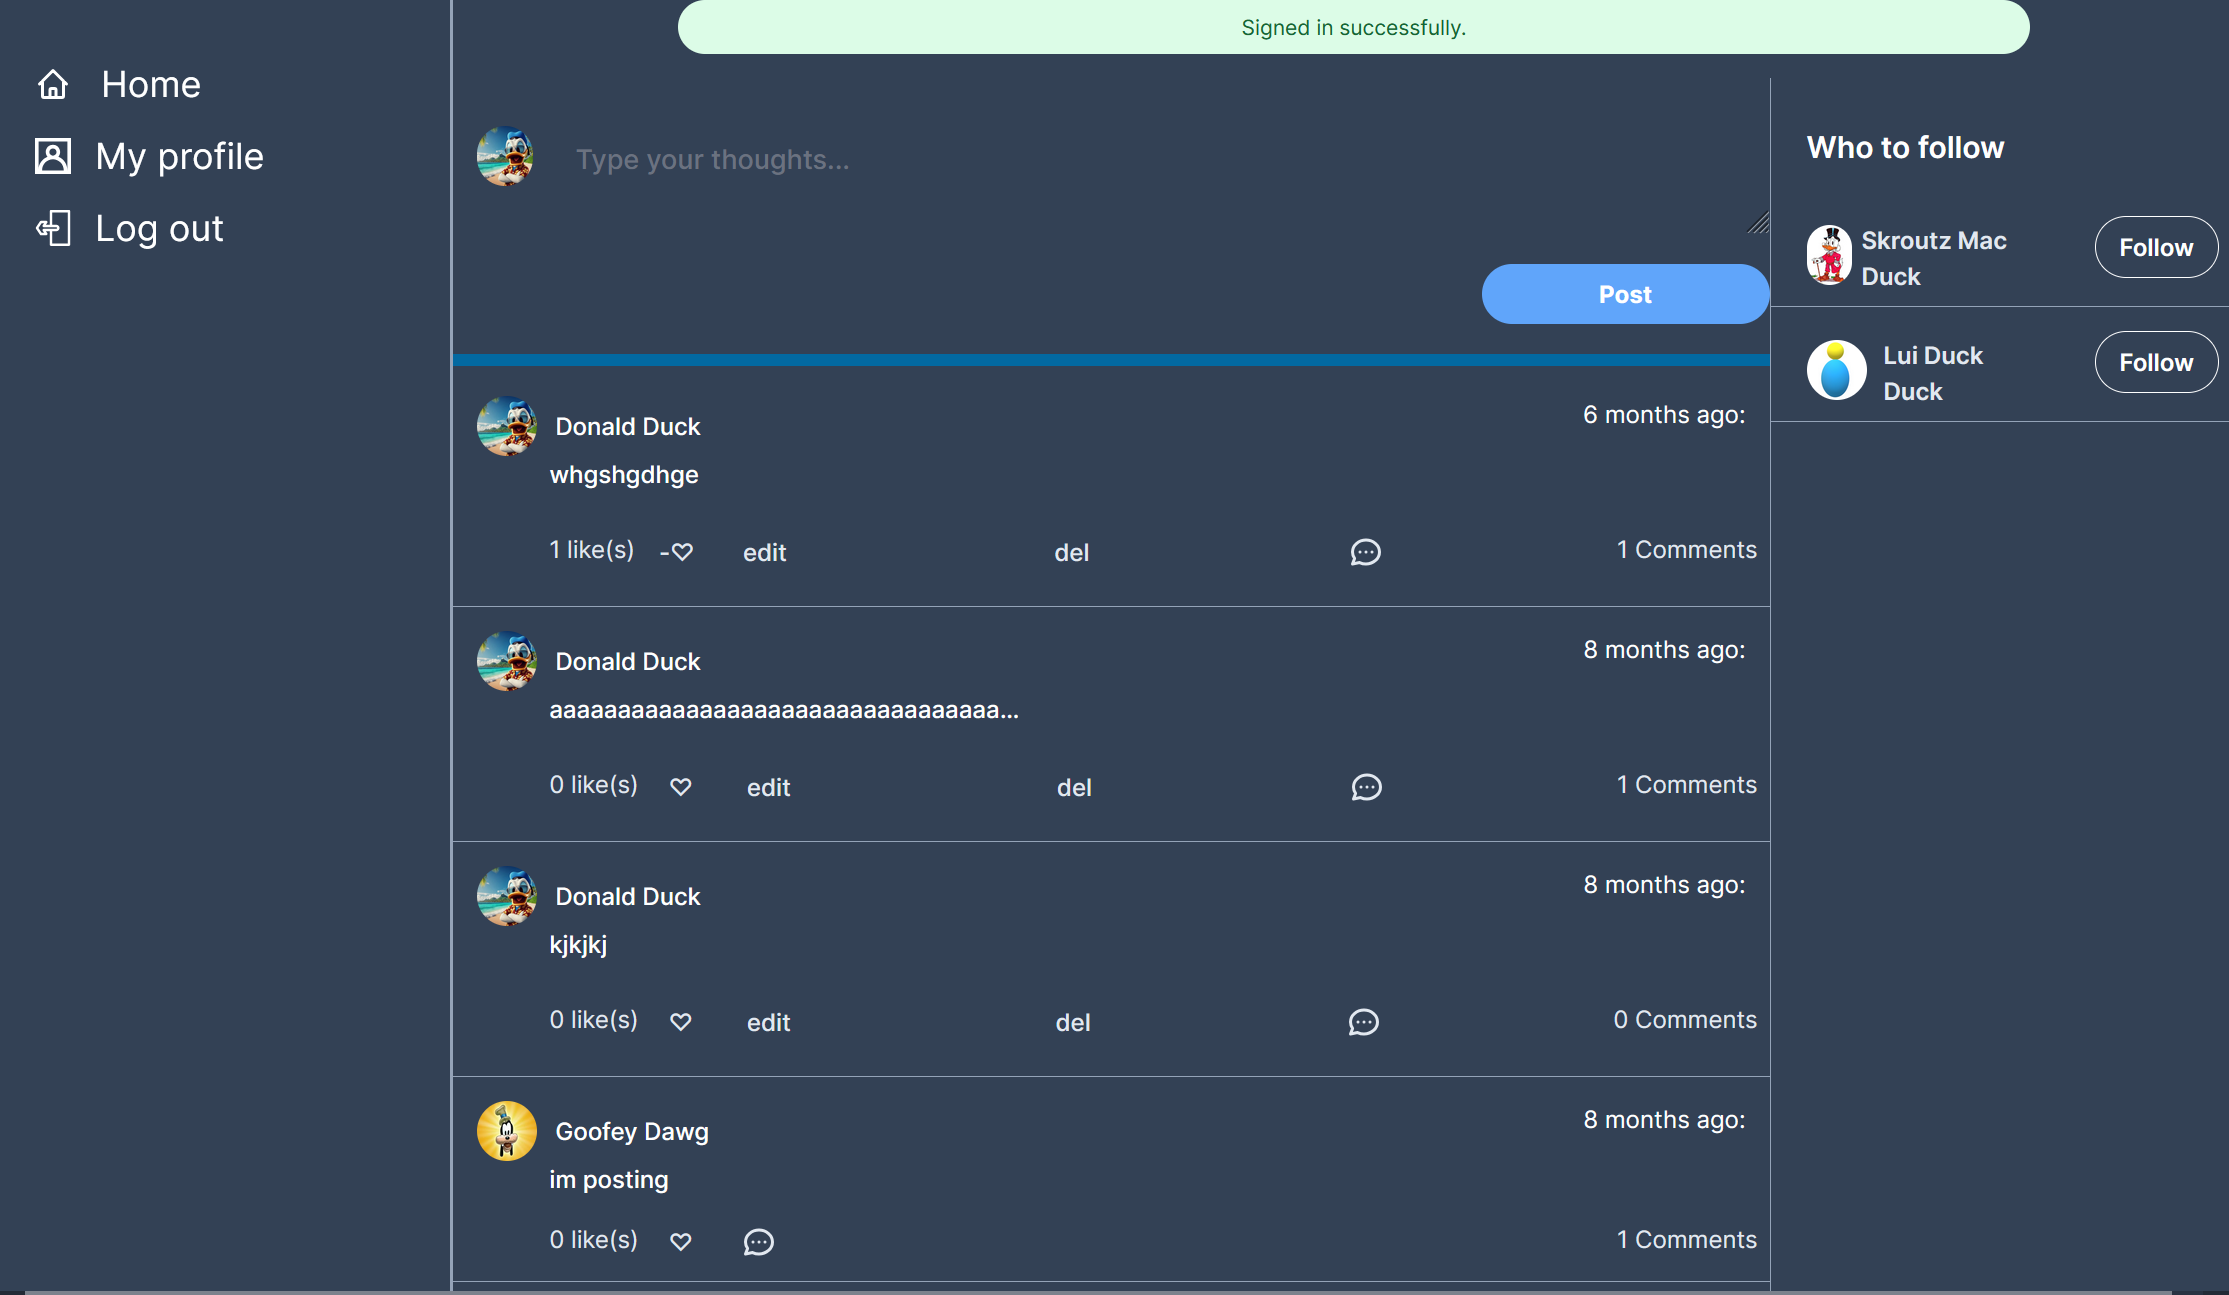 Signed in successfully.
Home
My profile
Log out
Type your thoughts...
Post
Who to follow
Skroutz Mac
Duck
Follow
Lui Duck
Duck
Follow
Donald Duck
6 months ago:
whgshgdhge
1 like(s) -♡ edit del 1 Comments
Donald Duck
8 months ago:
aaaaaaaaaaaaaaaaaaaaaaaaaaaaaaaaa...
0 like(s) ♡ edit del 1 Comments
Donald Duck
8 months ago:
kjkjkj
0 like(s) ♡ edit del 0 Comments
Goofey Dawg
8 months ago:
im posting
0 like(s) ♡ 1 Comments